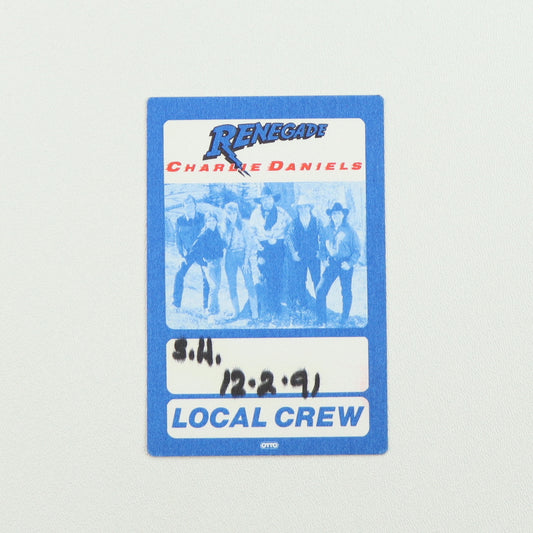 RENEGADE
CHARLIE DANIELS
S.H.
12.2.91
LOCAL CREW
OTTO